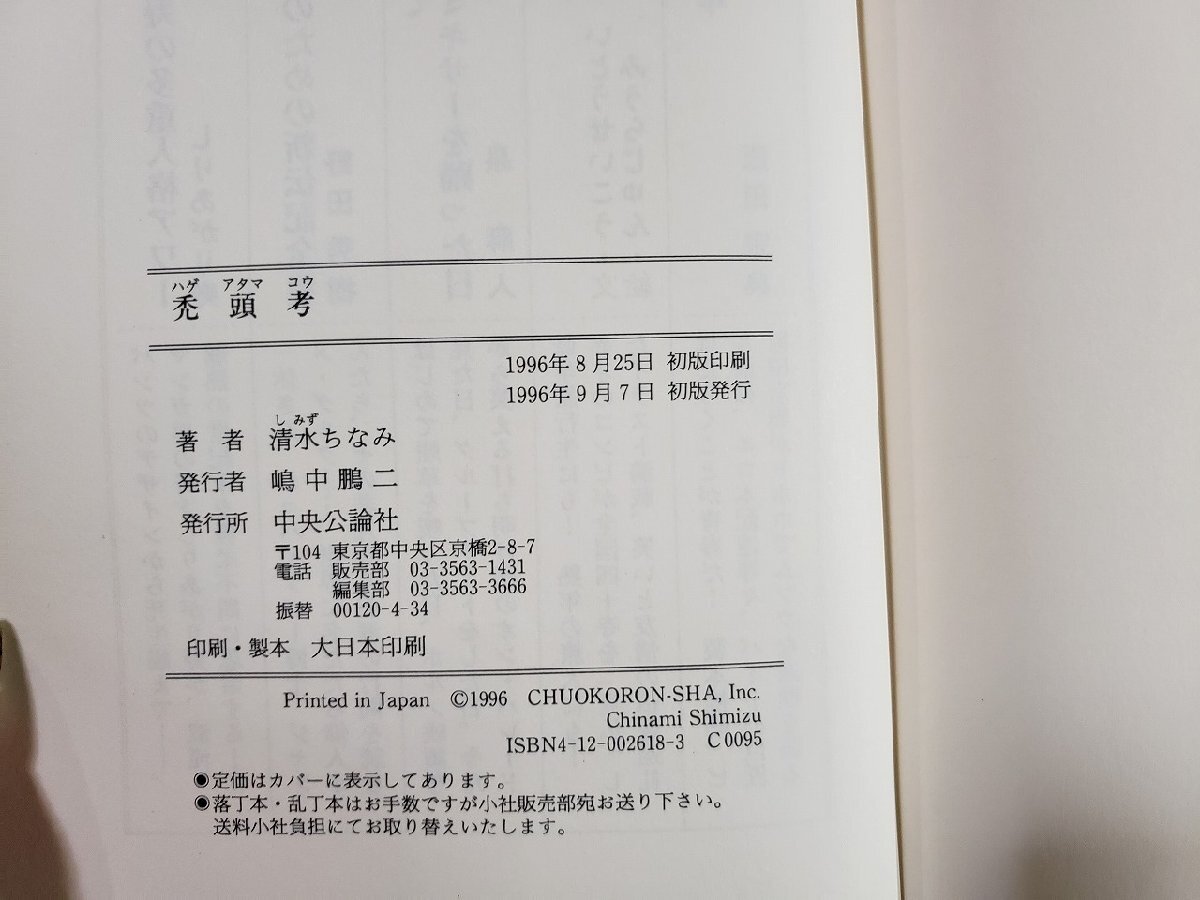 ハゲ アタマ コウ
禿頭考
1996年8月25日 初版印刷
1996年9月7日 初版発行
しみず
著者 清水ちなみ
発行者 嶋中鵬二
発行所 中央公論社
〒104 東京都中央区京橋2-8-7
電話 販売部 03-3563-1431
編集部 03-3563-3666
振替 00120-4-34
印刷・製本 大日本印刷
Printed in Japan ©1996 CHUOKORON-SHA, Inc.
Chinami Shimizu
ISBN4-12-002618-3 C0095
◉定価はカバーに表示してあります。
◉落丁本・乱丁本はお手数ですが小社販売部宛お送り下さい。
送料小社負担にてお取り替えいたします。